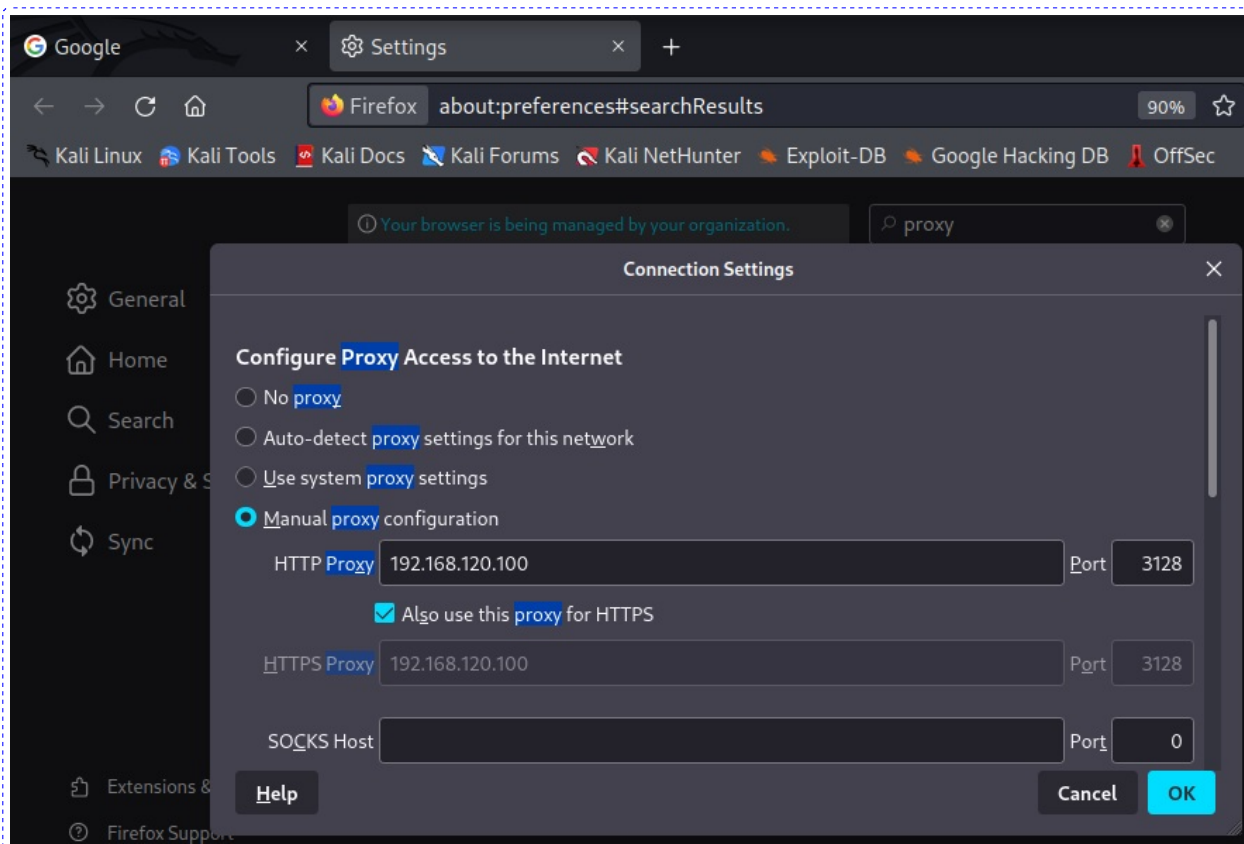 Google
Settings
Firefox about:preferences#searchResults 90%
Kali Linux Kali Tools Kali Docs Kali Forums Kali NetHunter Exploit-DB Google Hacking DB OffSec
Your browser is being managed by your organization. proxy
Connection Settings
General
Home
Search
Privacy & S
Sync
Extensions &
Firefox Support
Configure Proxy Access to the Internet
No proxy
Auto-detect proxy settings for this network
Use system proxy settings
Manual proxy configuration
HTTP Proxy 192.168.120.100 Port 3128
Also use this proxy for HTTPS
HTTPS Proxy 192.168.120.100 Port 3128
SOCKS Host Port 0
Help Cancel OK